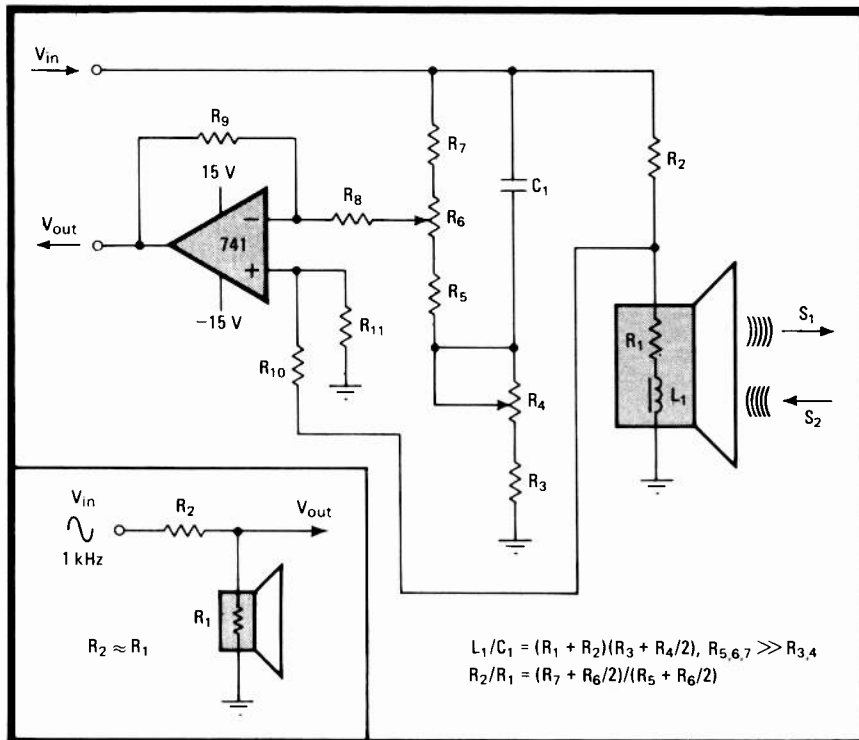 Vin
R9
R7
R2
15 V
C1
R8
R6
Vout
741
−
+
R5
−15 V
R11
R1
S1
R10
R4
L1
S2
R3
Vin
R2
Vout
1 kHz
R1
R2 ≈ R1
L1/C1 = (R1 + R2)(R3 + R4/2), R5,6,7 >> R3,4
R2/R1 = (R7 + R6/2)/(R5 + R6/2)